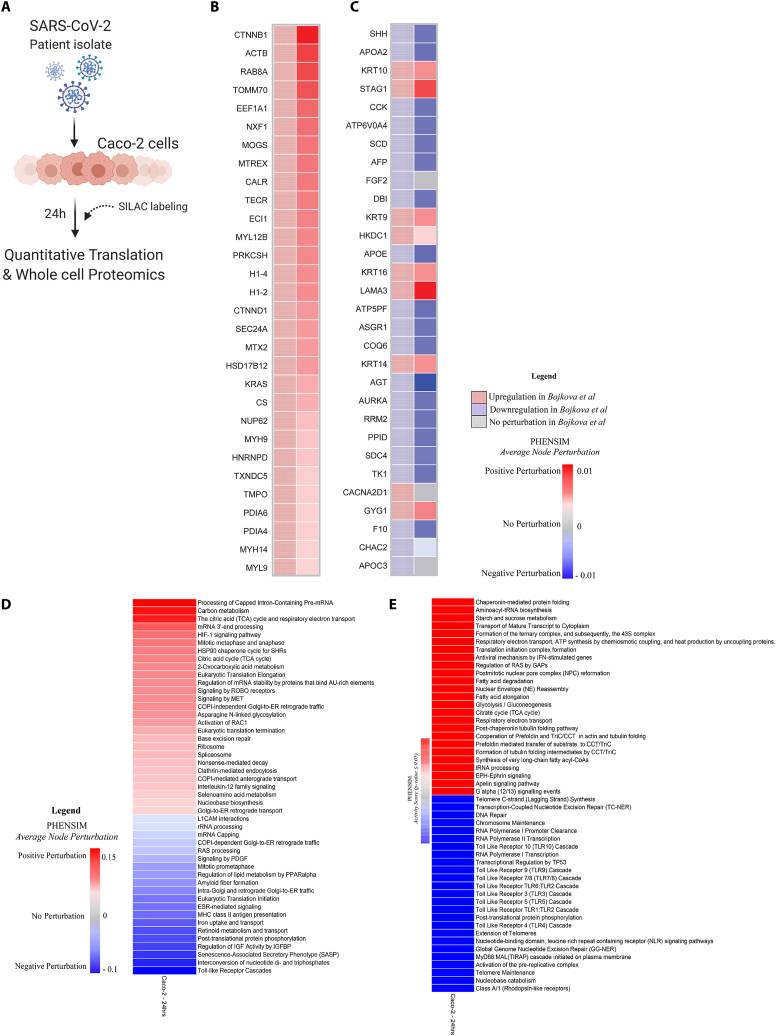 A
SARS-CoV-2
Patient isolate
Caco-2 cells
24h
SILAC labeling
Quantitative Translation
& Whole cell Proteomics
B
CTNNB1
ACTB
RAB8A
TOMM70
EEF1A1
NXF1
MOGS
MTREX
CALR
TECR
ECI1
MYL12B
PRKCSH
H1-4
H1-2
CTNND1
SEC24A
MTX2
HSD17B12
KRAS
CS
NUP62
MYH9
HNRNPD
TXNDC5
TMPO
PDIA6
PDIA4
MYH14
MYL9
C
SHH
APOA2
KRT10
STAG1
CCK
ATP6V0A4
SCD
AFP
FGF2
DBI
KRT9
HKDC1
APOE
KRT16
LAMA3
ATP5PF
ASGR1
COQ6
KRT14
AGT
AURKA
RRM2
PPID
SDC4
TK1
CACNA2D1
GYG1
F10
CHAC2
APOC3
Legend
Upregulation in Bojkova et al
Downregulation in Bojkova et al
No perturbation in Bojkova et al
PHENSIM
Average Node Perturbation
Positive Perturbation 0.01
No Perturbation 0
Negative Perturbation - 0.01
D
Processing of Capped Intron-Containing Pre-mRNA
Carbon metabolism
The citric acid (TCA) cycle and respiratory electron transport
mRNA 3'-end processing
HIF-1 signaling pathway
Mitotic metaphase and anaphase
HSP90 chaperone cycle for SHRs
Citric acid cycle (TCA cycle)
2-Oxocarboxylic acid metabolism
Eukaryotic Translation Elongation
Regulation of mRNA stability by proteins that bind AU-rich elements
Signaling by ROBO receptors
Signaling by MET
COPI-independent Golgi-to-ER retrograde traffic
Asparagine N-linked glycosylation
Activation of RAC1
Eukaryotic translation termination
Base excision repair
Ribosome
Spliceosome
Nonsense-mediated decay
Clathrin-mediated endocytosis
COPI-mediated anterograde transport
Interleukin-12 family signaling
Selenoamino acid metabolism
Nucleobase biosynthesis
Golgi-to-ER retrograde transport
L1CAM interactions
rRNA processing
mRNA Capping
COPI-dependent Golgi-to-ER retrograde traffic
RAS processing
Signaling by PDGF
Mitotic prometaphase
Regulation of lipid metabolism by PPARalpha
Amyloid fiber formation
Intra-Golgi and retrograde Golgi-to-ER traffic
Eukaryotic Translation Initiation
ESR-mediated signaling
MHC class II antigen presentation
Iron uptake and transport
Retinoid metabolism and transport
Post-translational protein phosphorylation
Regulation of IGF Activity by IGFBP
Senescence-Associated Secretory Phenotype (SASP)
Interconversion of nucleotide di- and triphosphates
Toll-like Receptor Cascades
Caco-2 - 24hrs
Legend
PHENSIM
Average Node Perturbation
Positive Perturbation 0.15
No Perturbation 0
Negative Perturbation - 0.1
E
Chaperonin-mediated protein folding
Aminoacyl-tRNA biosynthesis
Starch and sucrose metabolism
Transport of Mature Transcript to Cytoplasm
Formation of the ternary complex, and subsequently, the 43S complex
Respiratory electron transport, ATP synthesis by chemiosmotic coupling, and heat production by uncoupling proteins.
Translation initiation complex formation
Antiviral mechanism by IFN-stimulated genes
Regulation of RAS by GAPs
Postmitotic nuclear pore complex (NPC) reformation
Fatty acid degradation
Nuclear Envelope (NE) Reassembly
Fatty acid elongation
Glycolysis / Gluconeogenesis
Citrate cycle (TCA cycle)
Respiratory electron transport
Post-chaperonin tubulin folding pathway
Cooperation of Prefoldin and TriC/CCT in actin and tubulin folding
Prefoldin mediated transfer of substrate to CCT/TriC
Formation of tubulin folding intermediates by CCT/TriC
Synthesis of very long-chain fatty acyl-CoAs
tRNA processing
EPH-Ephrin signaling
Apelin signaling pathway
G alpha (12/13) signalling events
Telomere C-strand (Lagging Strand) Synthesis
Transcription-Coupled Nucleotide Excision Repair (TC-NER)
DNA Repair
Chromosome Maintenance
RNA Polymerase I Promoter Clearance
RNA Polymerase II Transcription
Toll Like Receptor 10 (TLR10) Cascade
RNA Polymerase I Transcription
Transcriptional Regulation by TP53
Toll Like Receptor 9 (TLR9) Cascade
Toll Like Receptor 7/8 (TLR7/8) Cascade
Toll Like Receptor TLR6:TLR2 Cascade
Toll Like Receptor 3 (TLR3) Cascade
Toll Like Receptor 5 (TLR5) Cascade
Toll Like Receptor TLR1:TLR2 Cascade
Post-translational protein phosphorylation
Toll Like Receptor 4 (TLR4) Cascade
Extension of Telomeres
Nucleotide-binding domain, leucine rich repeat containing receptor (NLR) signaling pathways
Global Genome Nucleotide Excision Repair (GG-NER)
MyD88:MAL(TIRAP) cascade initiated on plasma membrane
Activation of the pre-replicative complex
Telomere Maintenance
Nucleobase catabolism
Class A/1 (Rhodopsin-like receptors)
Caco-2 - 24hrs
PHENSIM
Activity Score (p-value ≤ 0.05)